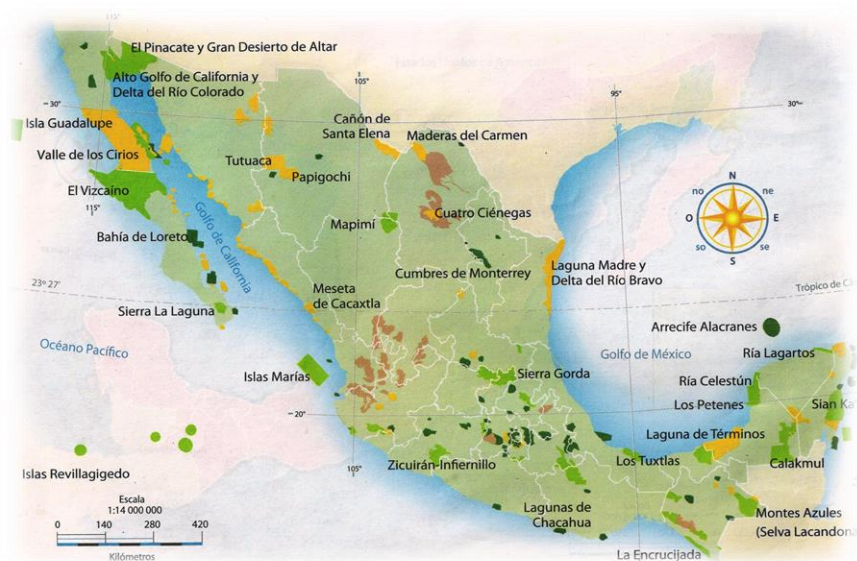 115°
El Pinacate y Gran Desierto de Altar
Alto Golfo de California y
Delta del Río Colorado
105°
95°
30°
30°
Isla Guadalupe
Cañón de
Santa Elena
Maderas del Carmen
Valle de los Cirios
Tutuaca
Papigochi
El Vizcaíno
115°
Golfo de California
Mapimí
Cuatro Ciénegas
N
no
ne
O
E
so
se
S
Bahía de Loreto
Cumbres de Monterrey
Laguna Madre y
Delta del Río Bravo
23° 27'
Meseta
de Cacaxtla
Trópico de
Sierra La Laguna
Arrecife Alacranes
Océano Pacífico
Golfo de México
Ría Lagartos
Islas Marías
Sierra Gorda
Ría Celestún
Los Petenes
Sian Ka
20°
Laguna de Términos
Islas Revillagigedo
105°
Zicuirán-Infiernillo
Los Tuxtlas
Calakmul
Escala
1:14 000 000
0 140 280 420
Kilómetros
Lagunas de
Chacahua
Montes Azules
(Selva Lacandona
La Encrucijada